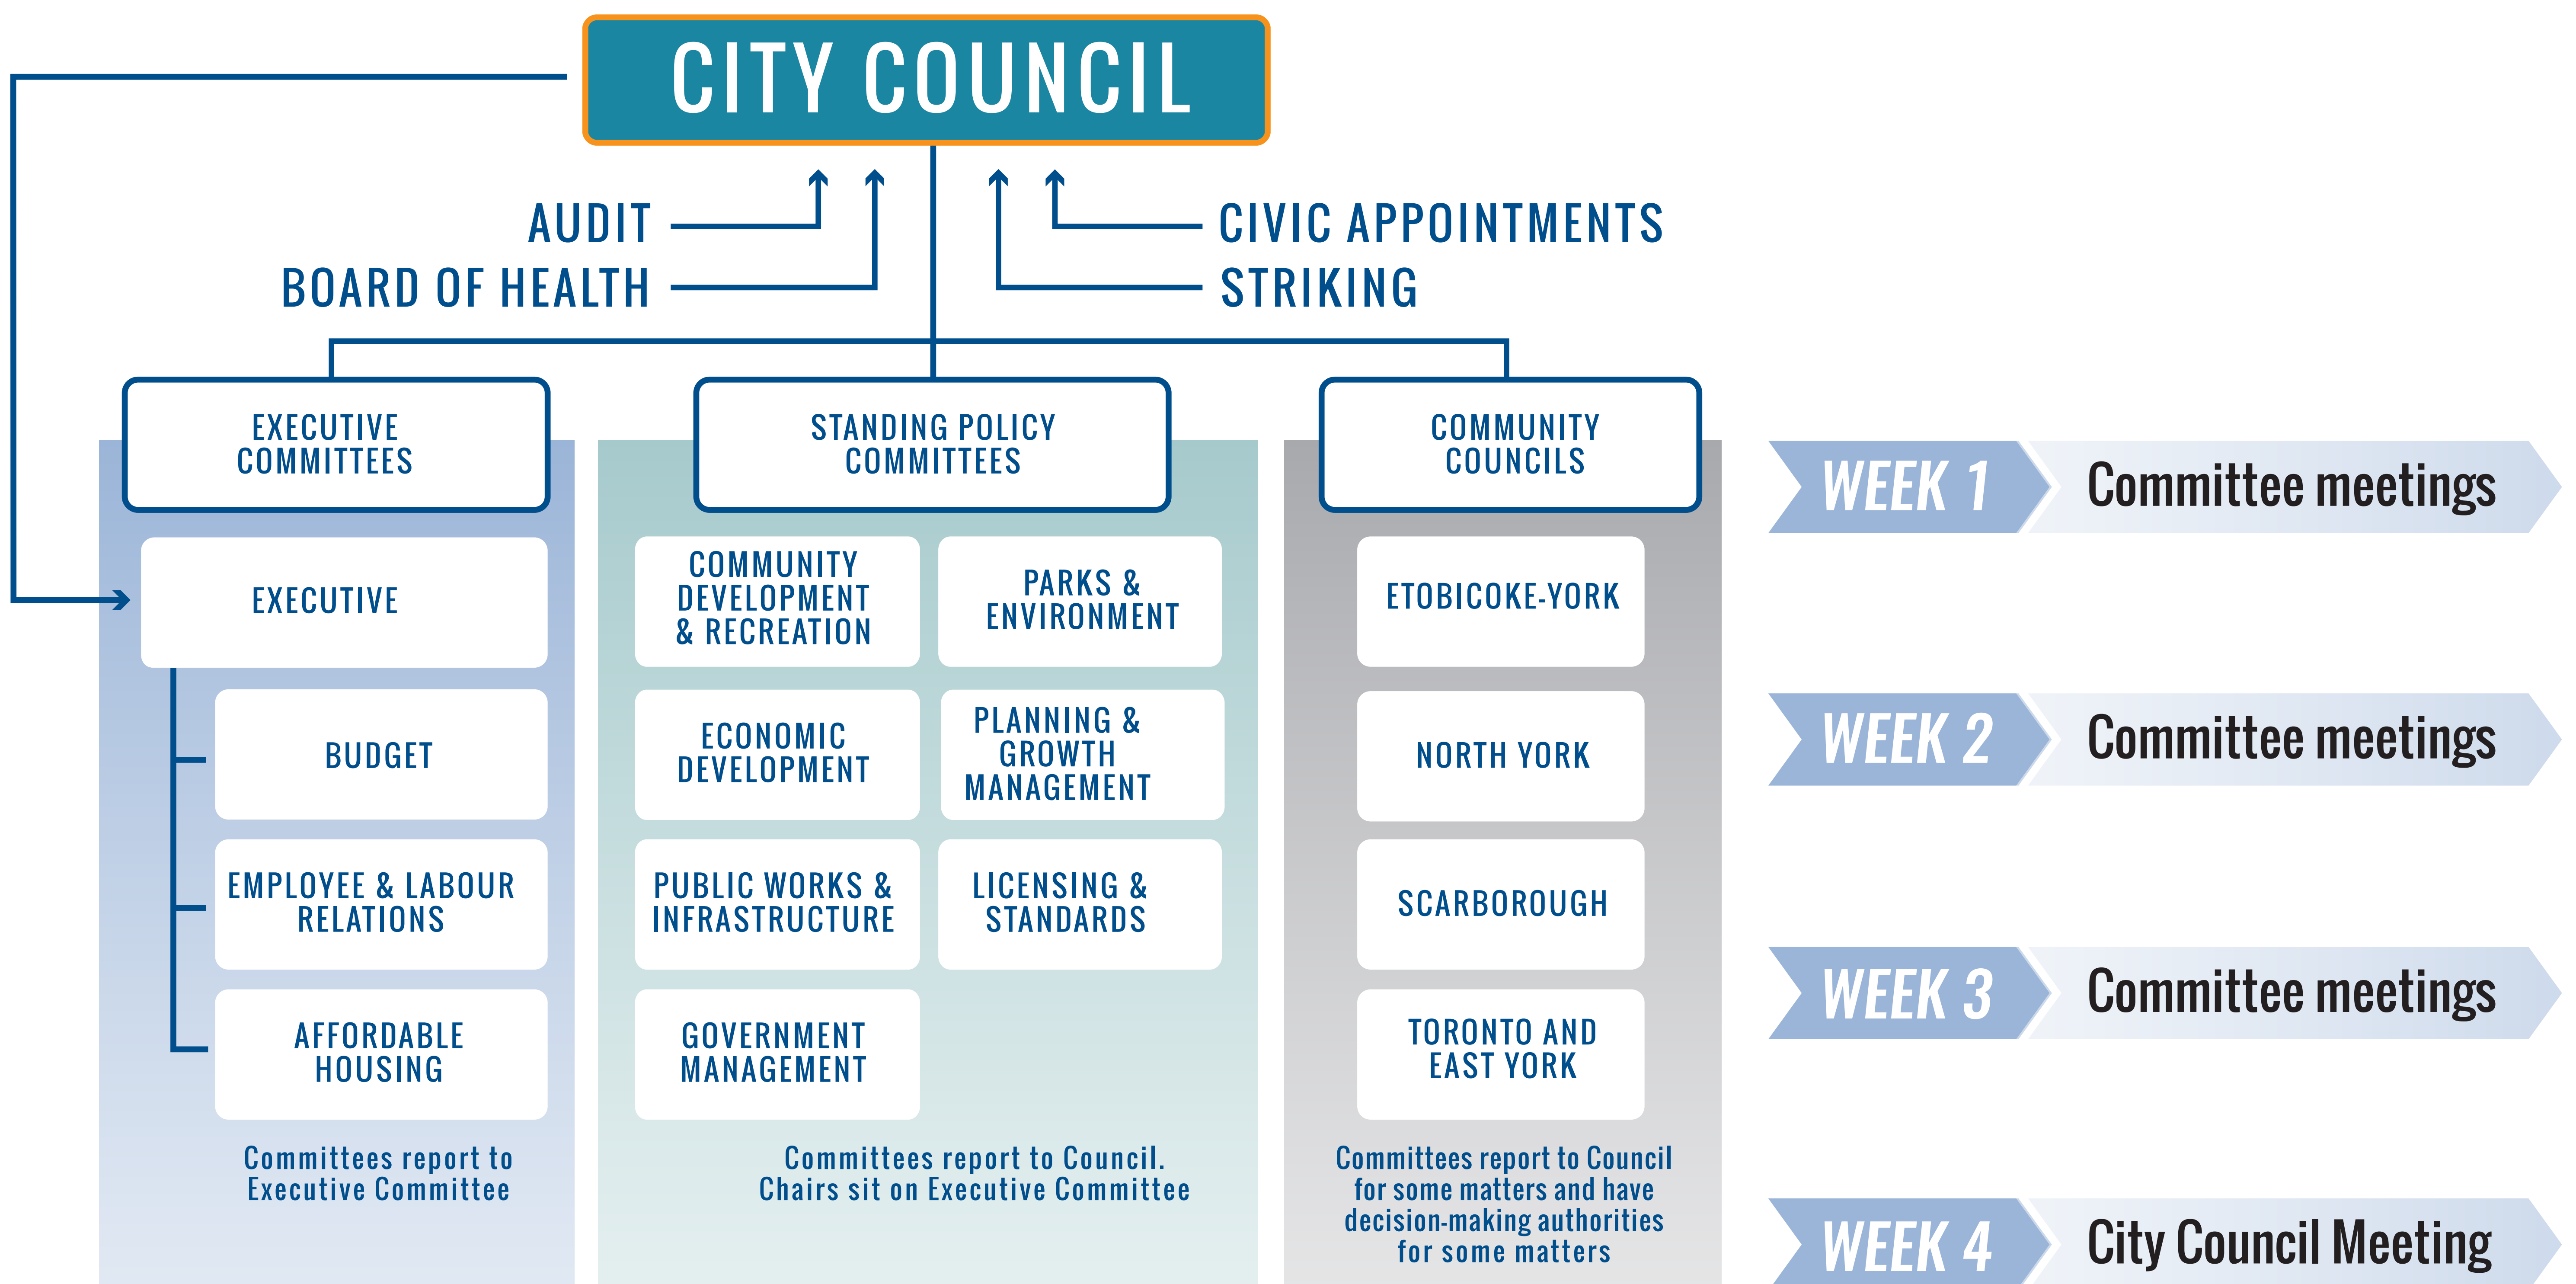 CITY COUNCIL
AUDIT
BOARD OF HEALTH
CIVIC APPOINTMENTS
STRIKING
EXECUTIVE
COMMITTEES
EXECUTIVE
BUDGET
EMPLOYEE & LABOUR
RELATIONS
AFFORDABLE
HOUSING
Committees report to
Executive Committee
STANDING POLICY
COMMITTEES
COMMUNITY
DEVELOPMENT
& RECREATION
PARKS &
ENVIRONMENT
ECONOMIC
DEVELOPMENT
PLANNING &
GROWTH
MANAGEMENT
PUBLIC WORKS &
INFRASTRUCTURE
LICENSING &
STANDARDS
GOVERNMENT
MANAGEMENT
Committees report to Council.
Chairs sit on Executive Committee
COMMUNITY
COUNCILS
ETOBICOKE-YORK
NORTH YORK
SCARBOROUGH
TORONTO AND
EAST YORK
Committees report to Council
for some matters and have
decision-making authorities
for some matters
WEEK 1 Committee meetings
WEEK 2 Committee meetings
WEEK 3 Committee meetings
WEEK 4 City Council Meeting